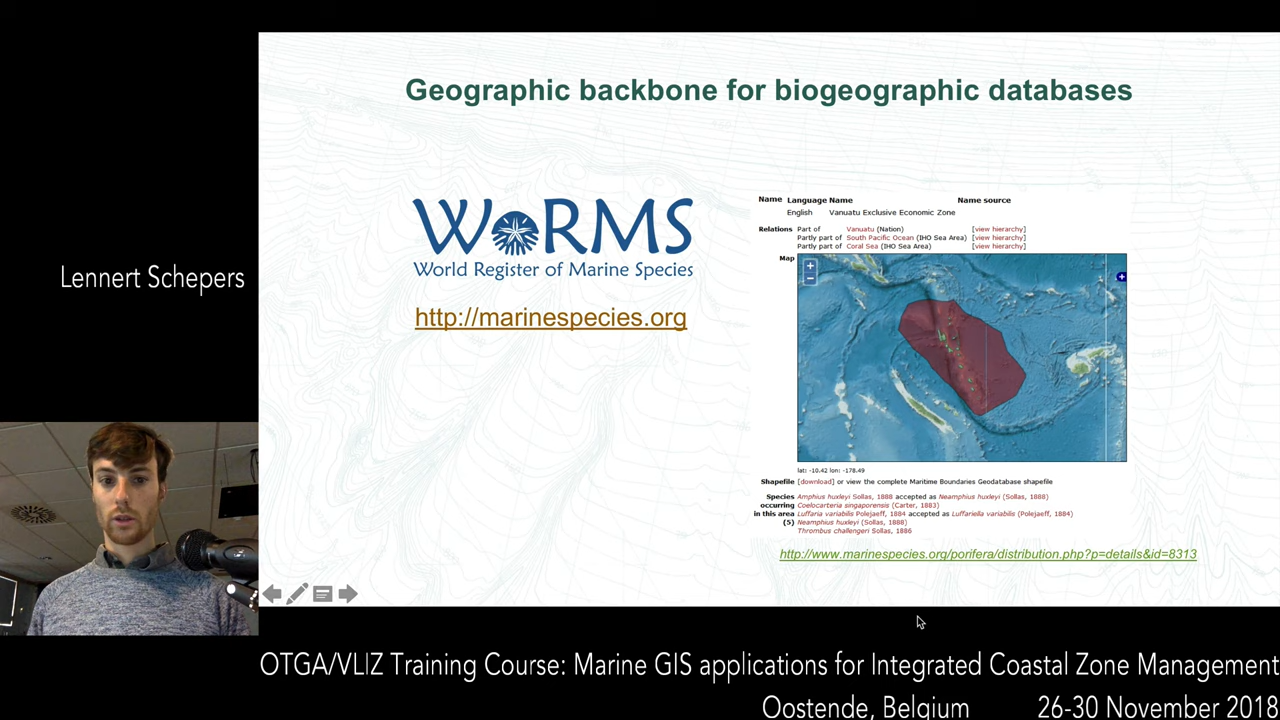 Geographic backbone for biogeographic databases
WoRMS
World Register of Marine Species
http://marinespecies.org
Name Language Name Name source
English Vanuatu Exclusive Economic Zone
Relations Part of Vanuatu (Nation) [view hierarchy]
Partly part of South Pacific Ocean (IHO Sea Area) [view hierarchy]
Partly part of Coral Sea (IHO Sea Area) [view hierarchy]
Map
+
−
+
lat: -10.42 lon: -178.49
Shapefile [download] or view the complete Maritime Boundaries Geodatabase shapefile
Species Amphius huxleyi Sollas, 1888 accepted as Neamphius huxleyi (Sollas, 1888)
occurring Coelocarteria singaporensis (Carter, 1883)
in this area Luffaria variabilis Polejaeff, 1884 accepted as Luffariella variabilis (Polejaeff, 1884)
(5) Neamphius huxleyi (Sollas, 1888)
Thrombus challengeri Sollas, 1886
http://www.marinespecies.org/porifera/distribution.php?p=details&id=8313
Lennert Schepers
OTGA/VLIZ Training Course: Marine GIS applications for Integrated Coastal Zone Management
Oostende, Belgium 26-30 November 2018